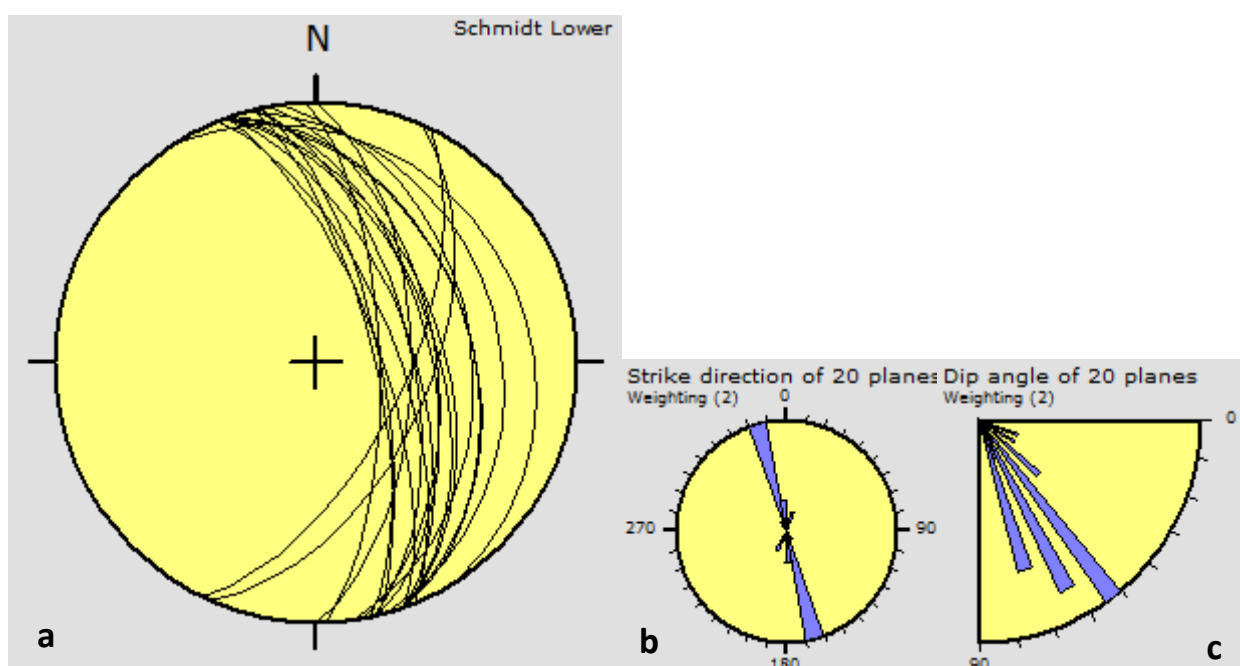 Schmidt Lower
N
a
Strike direction of 20 planes
Weighting (2)
0
270
90
180
b
Dip angle of 20 planes
Weighting (2)
0
90
c